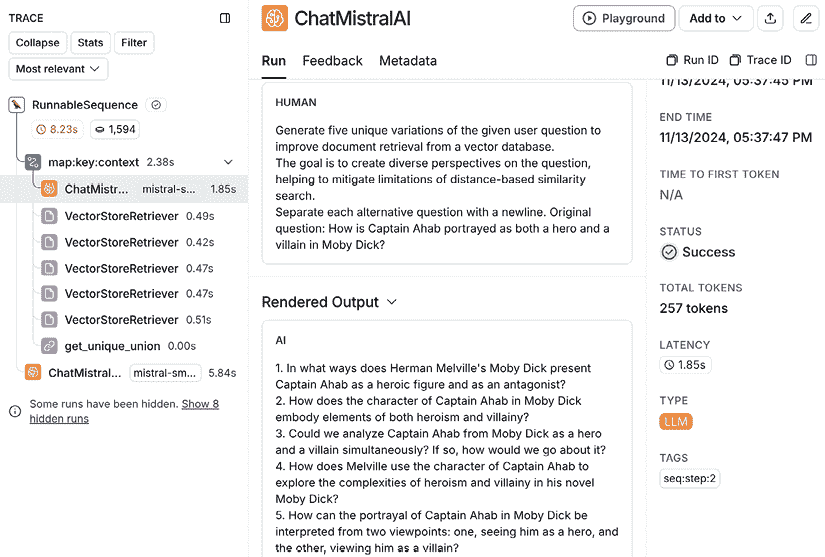 TRACE
Collapse
Stats
Filter
Most relevant
RunnableSequence
8.23s
1,594
map:key:context 2.38s
ChatMistr... mistral-s... 1.85s
VectorStoreRetriever 0.49s
VectorStoreRetriever 0.42s
VectorStoreRetriever 0.47s
VectorStoreRetriever 0.47s
VectorStoreRetriever 0.51s
get_unique_union 0.00s
ChatMistral... mistral-sm... 5.84s
Some runs have been hidden. Show 8
hidden runs
ChatMistralAI
Playground
Add to
Run
Feedback
Metadata
Run ID
Trace ID
HUMAN
Generate five unique variations of the given user question to
improve document retrieval from a vector database.
The goal is to create diverse perspectives on the question,
helping to mitigate limitations of distance-based similarity
search.
Separate each alternative question with a newline. Original
question: How is Captain Ahab portrayed as both a hero and a
villain in Moby Dick?
Rendered Output
AI
1. In what ways does Herman Melville's Moby Dick present
Captain Ahab as a heroic figure and as an antagonist?
2. How does the character of Captain Ahab in Moby Dick
embody elements of both heroism and villainy?
3. Could we analyze Captain Ahab from Moby Dick as a hero
and a villain simultaneously? If so, how would we go about it?
4. How does Melville use the character of Captain Ahab to
explore the complexities of heroism and villainy in his novel
Moby Dick?
5. How can the portrayal of Captain Ahab in Moby Dick be
interpreted from two viewpoints: one, seeing him as a hero, and
the other, viewing him as a villain?
11/13/2024, 05:37:45 PM
END TIME
11/13/2024, 05:37:47 PM
TIME TO FIRST TOKEN
N/A
STATUS
Success
TOTAL TOKENS
257 tokens
LATENCY
1.85s
TYPE
LLM
TAGS
seq:step:2